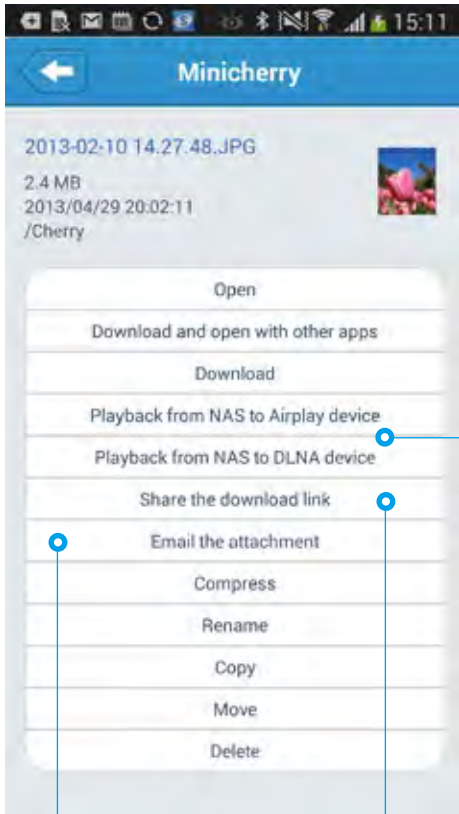 15:11
Minicherry
2013-02-10 14.27.48.JPG
2.4 MB
2013/04/29 20:02:11
/Cherry
Open
Download and open with other apps
Download
Playback from NAS to Airplay device
Playback from NAS to DLNA device
Share the download link
Email the attachment
Compress
Rename
Copy
Move
Delete